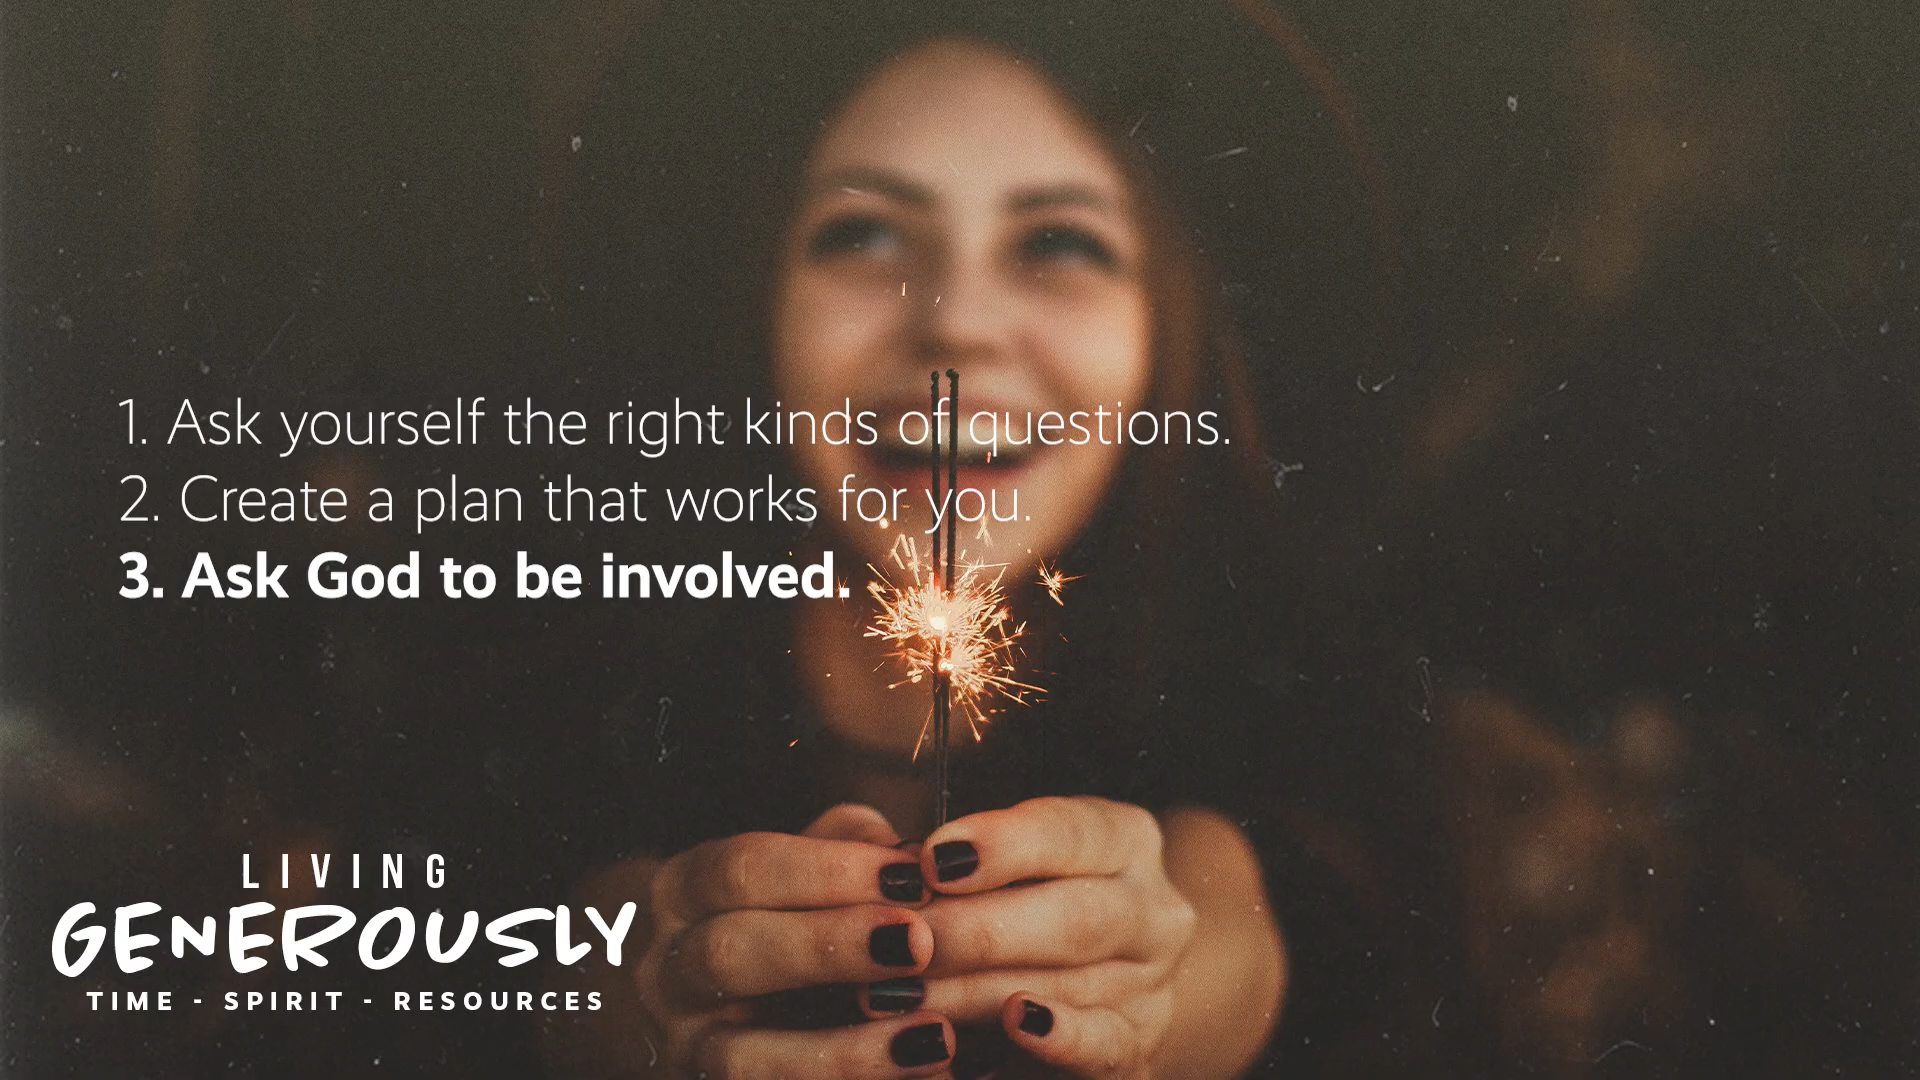 1. Ask yourself the right kinds of questions.
2. Create a plan that works for you.
3. Ask God to be involved.
LIVING
GENEROUSLY
TIME - SPIRIT - RESOURCES